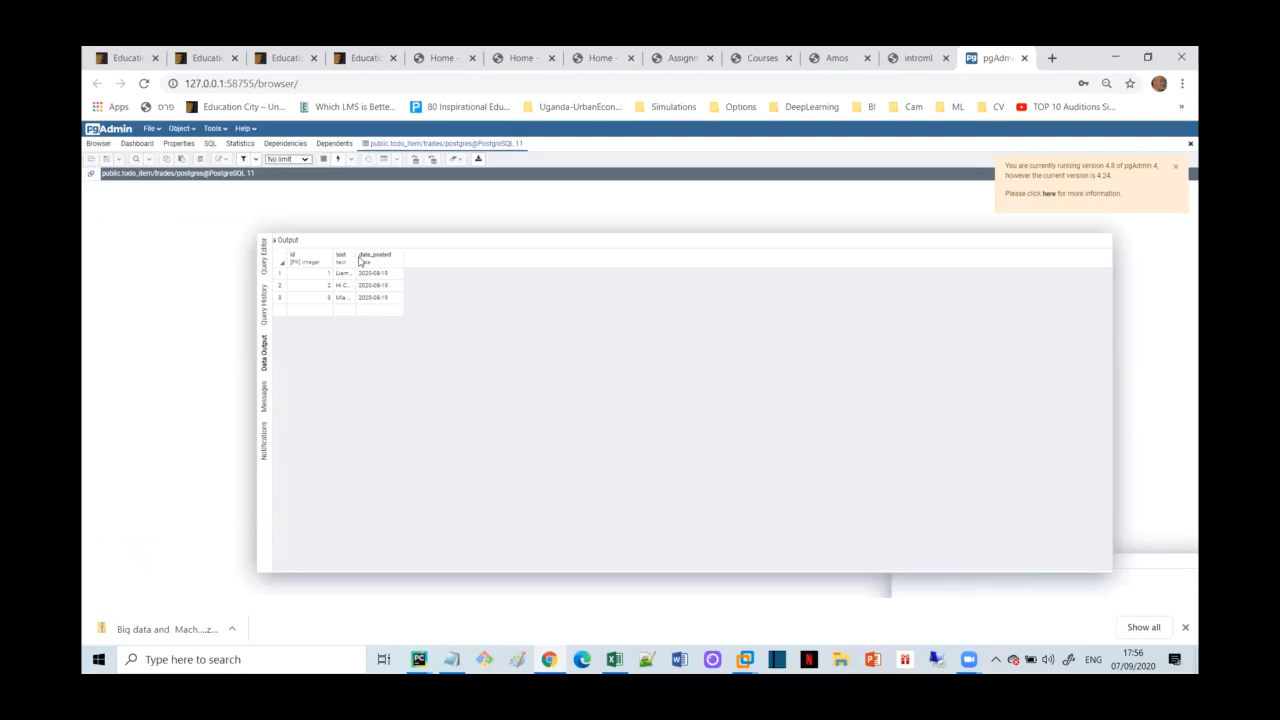 Educati
Educatio
Educatio
Educatio
Home -
Home -
Home -
Assignm
Courses
Amos
introml
pgAdmi
127.0.0.1:58755/browser/
Apps
פרס
Education City – Un...
Which LMS is Bette...
80 Inspirational Edu...
Uganda-UrbanEcon...
Simulations
Options
DeepLearning
BI
Cam
ML
CV
TOP 10 Auditions Si...
»
pgAdmin
File
Object
Tools
Help
Browser
Dashboard
Properties
SQL
Statistics
Dependencies
Dependents
public.todo_item/trades/postgres@PostgreSQL 11
No limit
public.todo_item/trades/postgres@PostgreSQL 11
You are currently running version 4.8 of pgAdmin 4,
however the current version is 4.24.
Please click here for more information.
a Output
id
[PK] integer
text
text
date_posted
1 1 Liam... 2020-08-19
2 2 Hi C... 2020-08-19
3 3 Mia ... 2020-08-19
Query Editor
Query History
Data Output
Messages
Notifications
Big data and Mach....z...
Show all
Type here to search
ENG
17:56
07/09/2020